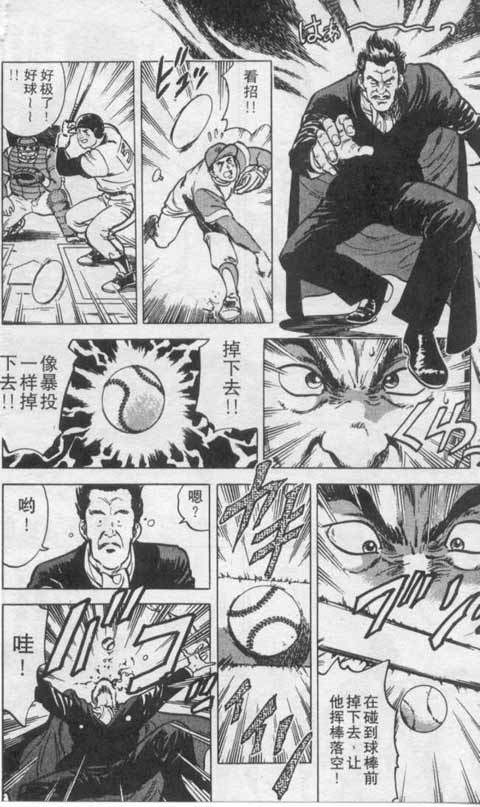 はぁ～～～っ
看招!!
好极了！
好球～～
!!
掉下去!!
像暴投
一样掉
下去!!
在碰到球棒前
掉下去，让
他挥棒落空！
嗯？
哟！
哇！